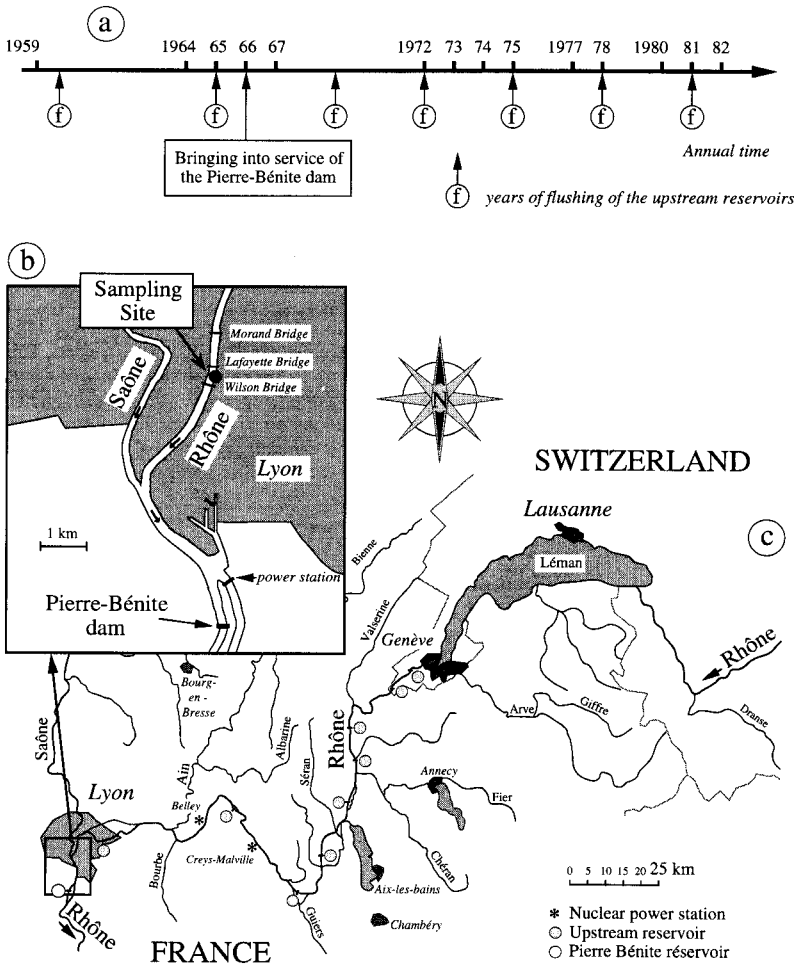 a
1959 1964 65 66 67 1972 73 74 75 1977 78 1980 81 82
f f f f f f f
Bringing into service of
the Pierre-Bénite dam
Annual time
f years of flushing of the upstream reservoirs
b
Sampling
Site
Morand Bridge
Lafayette Bridge
Wilson Bridge
Saône
Rhône
Lyon
1 km
power station
Pierre-Bénite
dam
N
SWITZERLAND
c
Lausanne
Léman
Bienne
Valserine
Genève
Rhône
Bourg-
en -
Bresse
Arve
Giffre
Dranse
Saône
Albarine
Ain
Séran
Rhône
Annecy
Fier
Lyon
Belley
Creys-Malville
Bourbe
Chéran
Aix-les-bains
Guiers
Chambéry
0 5 10 15 20 25 km
Rhône
FRANCE
* Nuclear power station
Upstream reservoir
Pierre Bénite réservoir